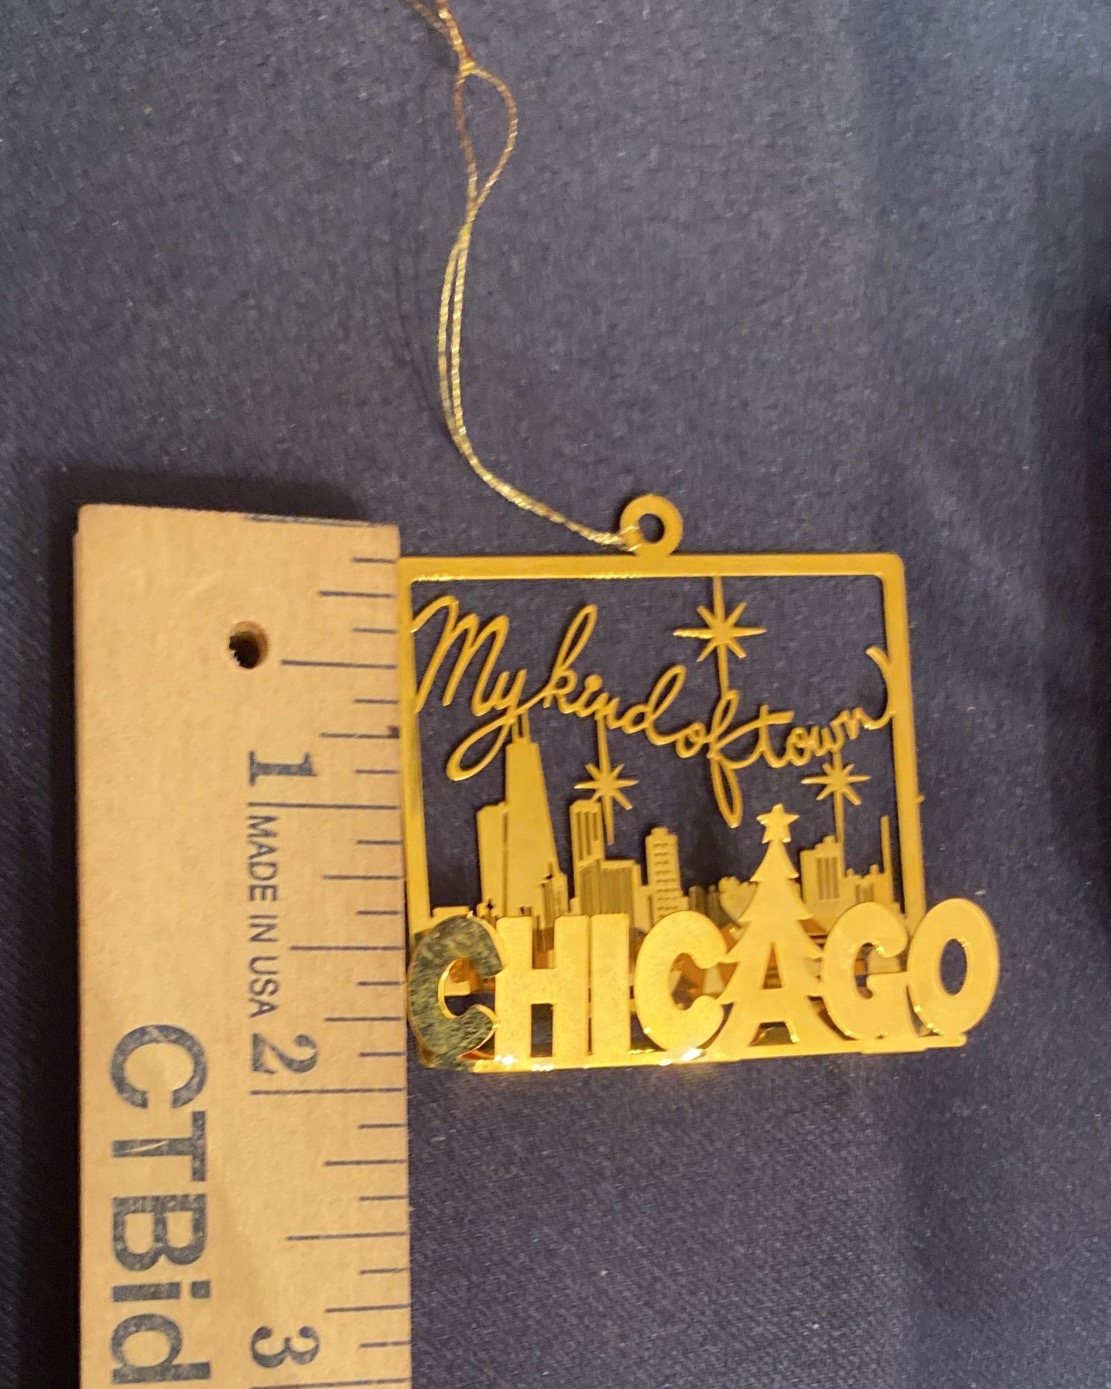 My kind of town
CHICAGO
1 MADE IN USA 2
3
CTBid